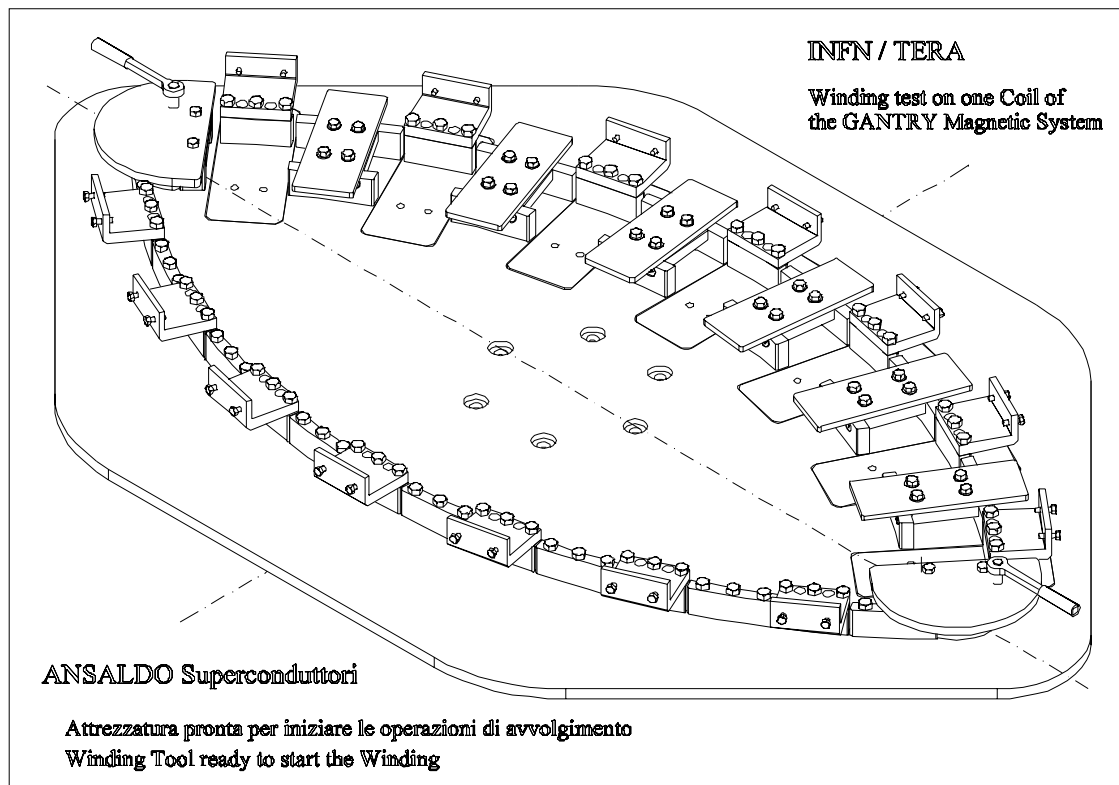 INFN / TERA
Winding test on one Coil of
the GANTRY Magnetic System
ANSALDO Superconduttori
Attrezzatura pronta per iniziare le operazioni di avvolgimento
Winding Tool ready to start the Winding